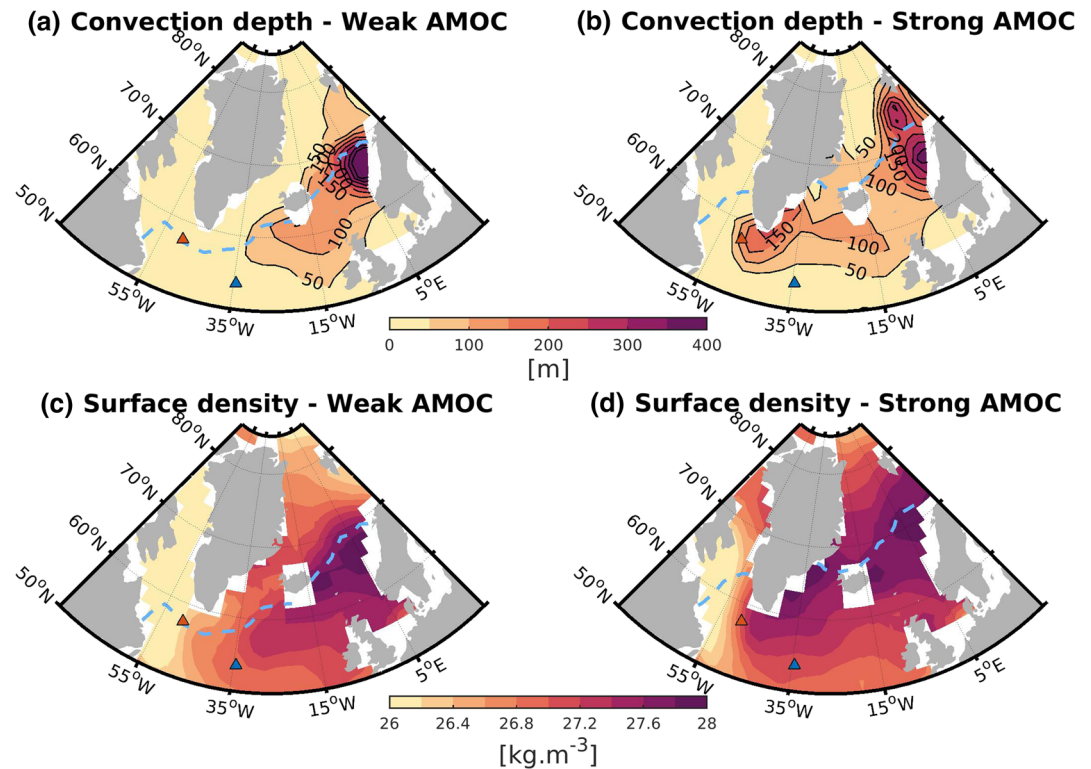 (a) Convection depth - Weak AMOC
(b) Convection depth - Strong AMOC
80°N
70°N
60°N
50°N
55°W
35°W
15°W
5°E
150
100
50
80°N
70°N
60°N
50°N
55°W
35°W
15°W
5°E
50
150
100
150
100
50
0 100 200 300 400
[m]
(c) Surface density - Weak AMOC
(d) Surface density - Strong AMOC
80°N
70°N
60°N
50°N
55°W
35°W
15°W
5°E
80°N
70°N
60°N
50°N
55°W
35°W
15°W
5°E
26 26.4 26.8 27.2 27.6 28
[kg.m-3]